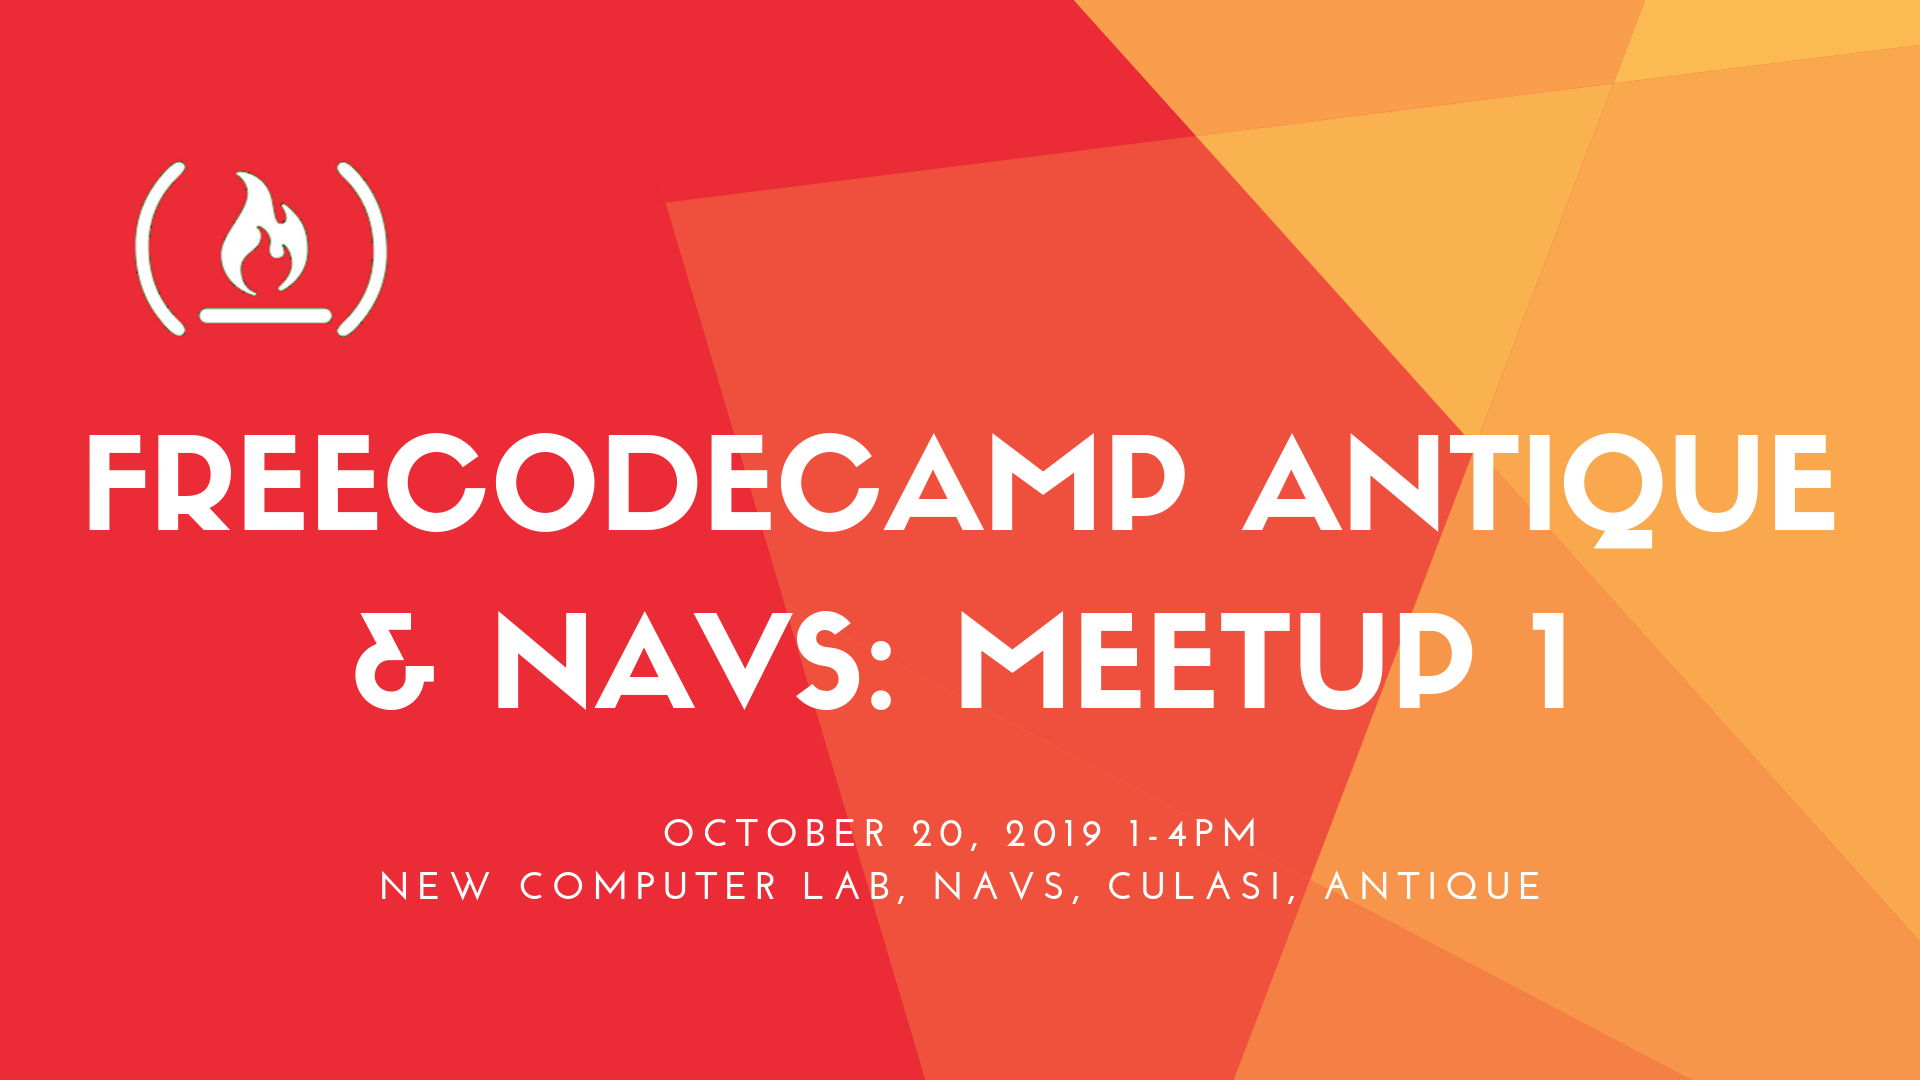 FREECODECAMP ANTIQUE
& NAVS: MEETUP 1
OCTOBER 20, 2019 1-4PM
NEW COMPUTER LAB, NAVS, CULASI, ANTIQUE